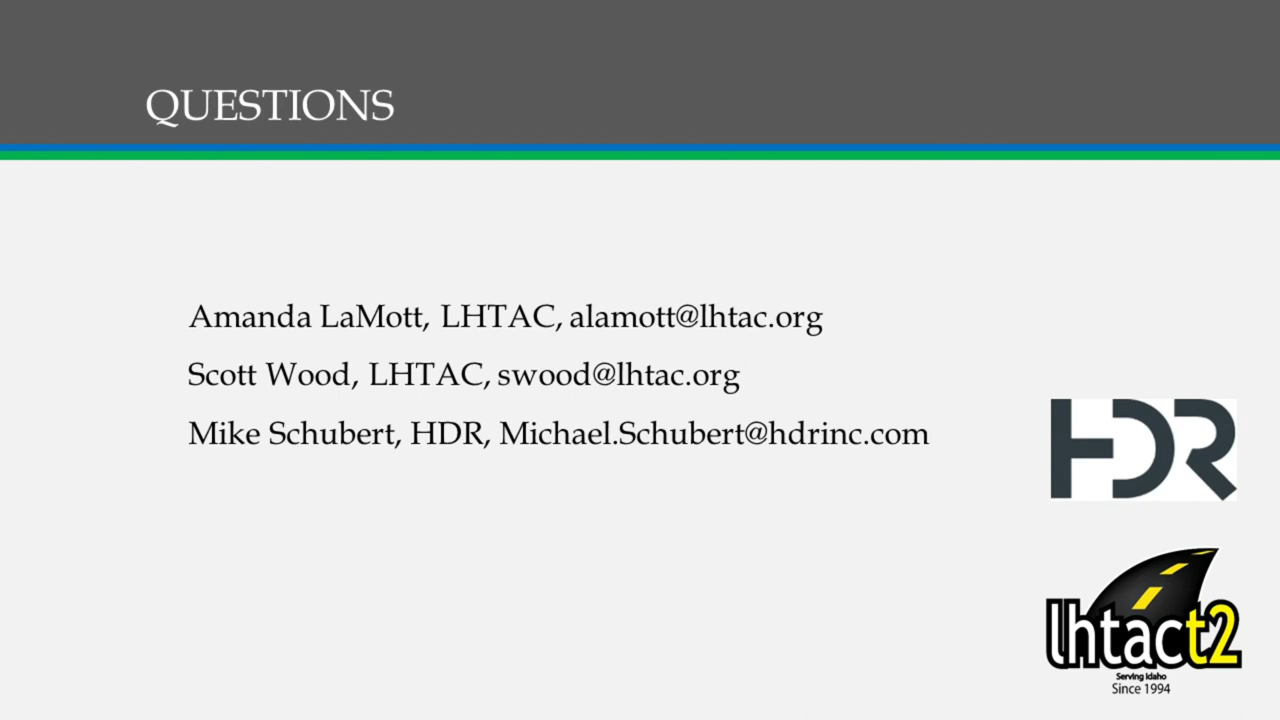 QUESTIONS
Amanda LaMott, LHTAC, alamott@lhtac.org
Scott Wood, LHTAC, swood@lhtac.org
Mike Schubert, HDR, Michael.Schubert@hdrinc.com
HDR
lhtact2
Serving Idaho
Since 1994